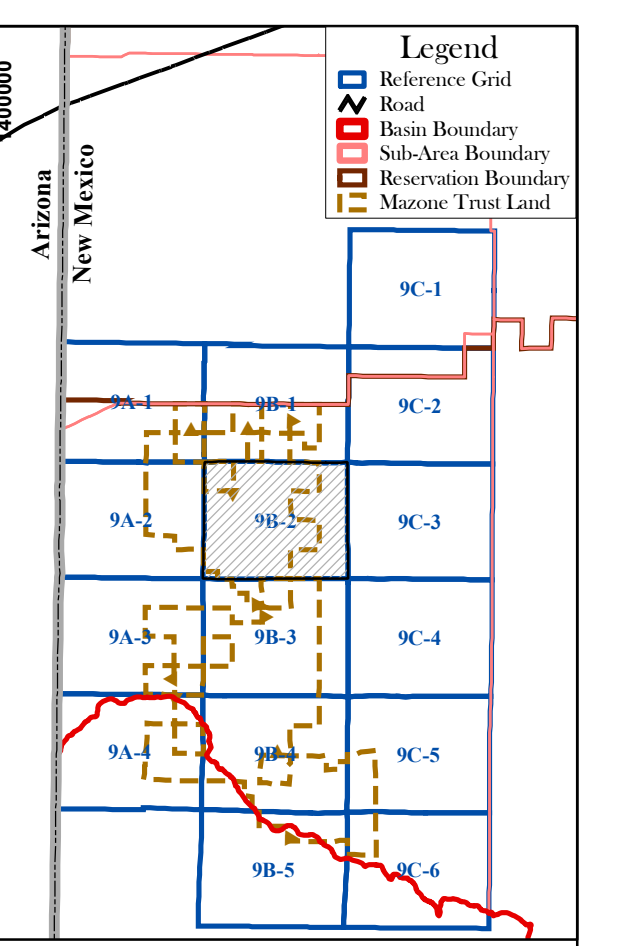 Legend
Reference Grid
Road
Basin Boundary
Sub-Area Boundary
Reservation Boundary
Mazone Trust Land
1400000
Arizona
New Mexico
9C-1
9A-1
9B-1
9C-2
9A-2
9B-2
9C-3
9A-3
9B-3
9C-4
9A-4
9B-4
9C-5
9B-5
9C-6